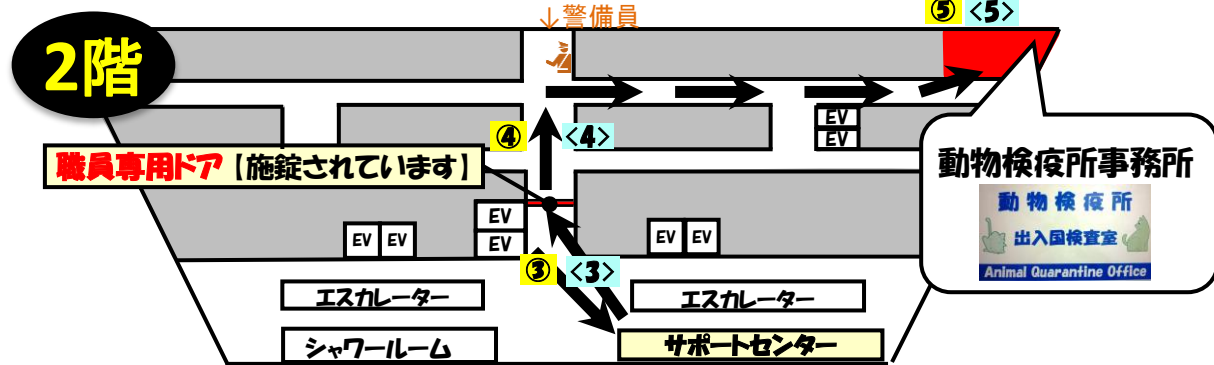 ↓警備員
⑤ <5>
2階
④ <4>
EV
EV
職員専用ドア【施錠されています】
動物検疫所事務所
動物検疫所
出入国検査室
Animal Quarantine Office
EV
EV
EV EV
EV EV
③ <3>
エスカレーター
エスカレーター
シャワールーム
サポートセンター